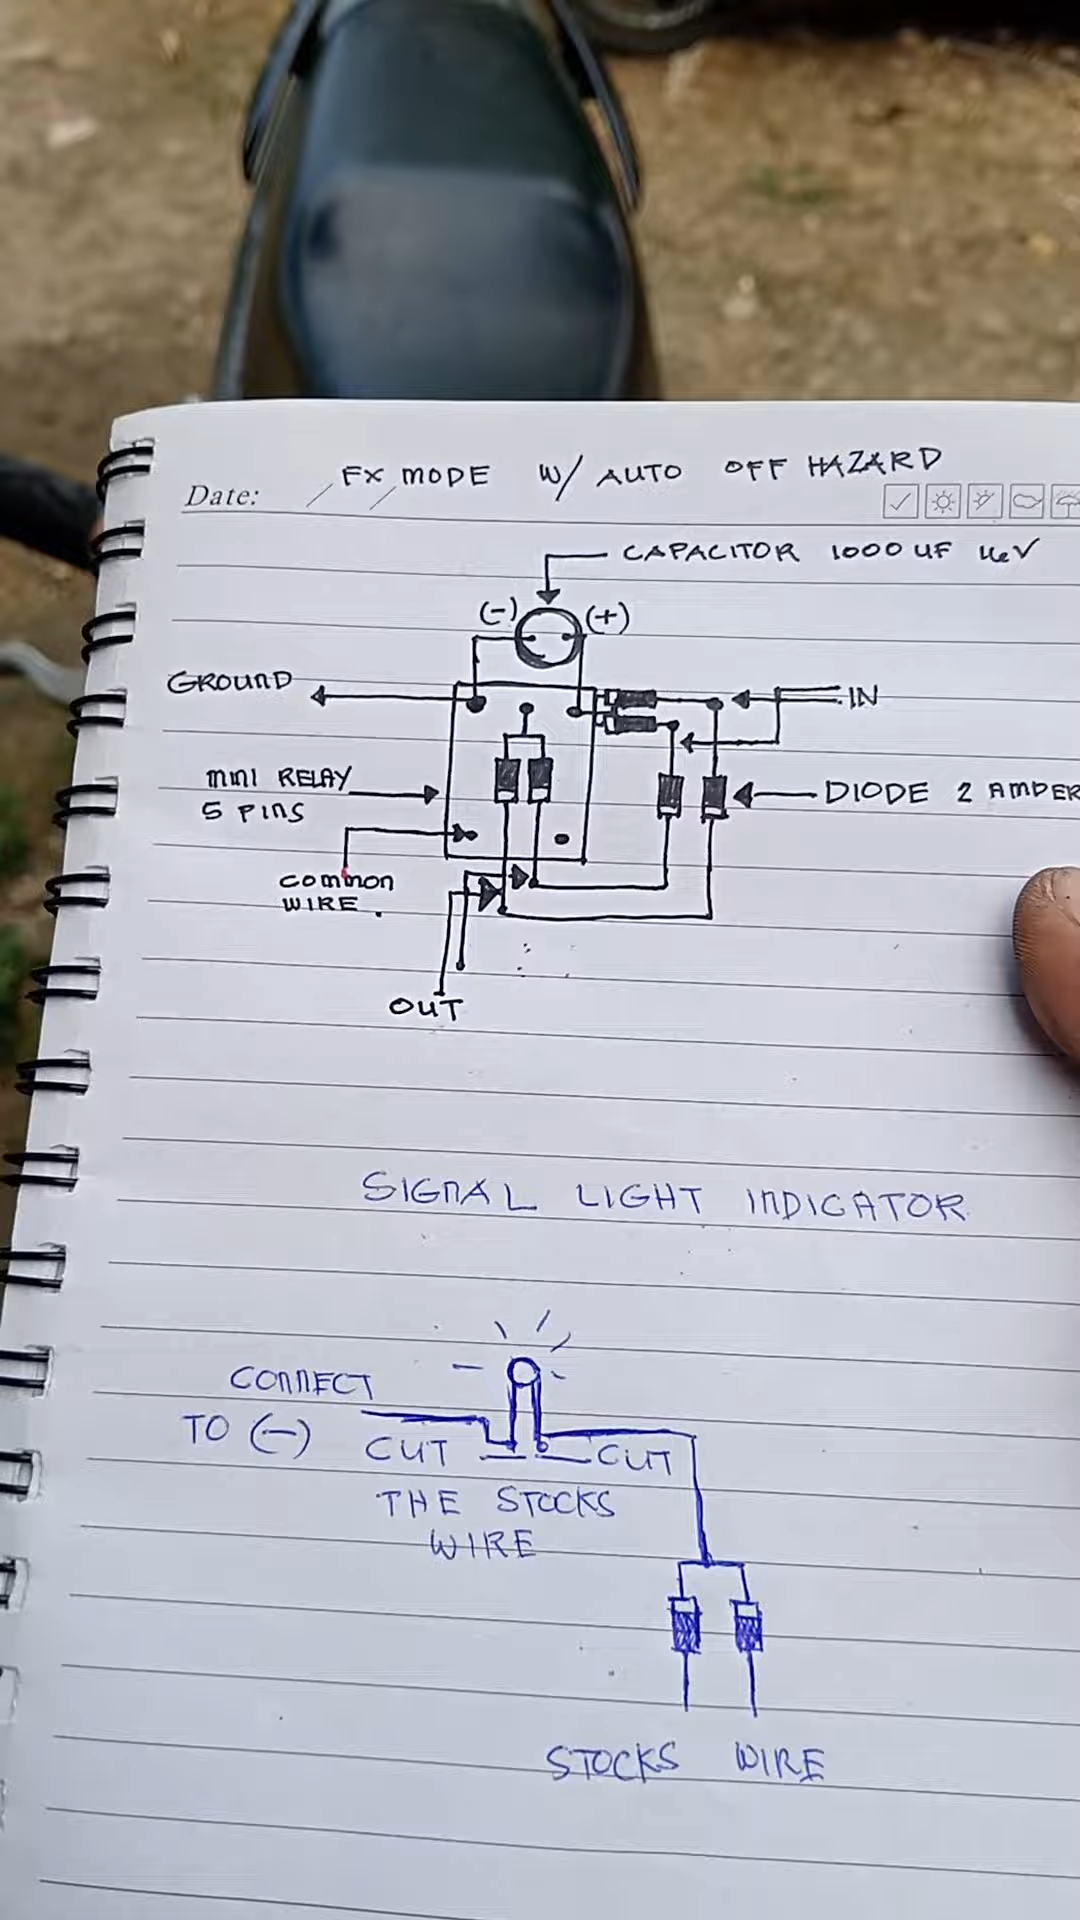 FX MODE W/ AUTO OFF HAZARD
Date:
CAPACITOR 1000 UF 16V
(-) (+)
GROUND
IN
MINI RELAY
5 PINS
DIODE 2 AMPER
COMMON
WIRE.
OUT
SIGNAL LIGHT INDICATOR
CONNECT
TO (-)
CUT CUT
THE STOCKS
WIRE
STOCKS WIRE